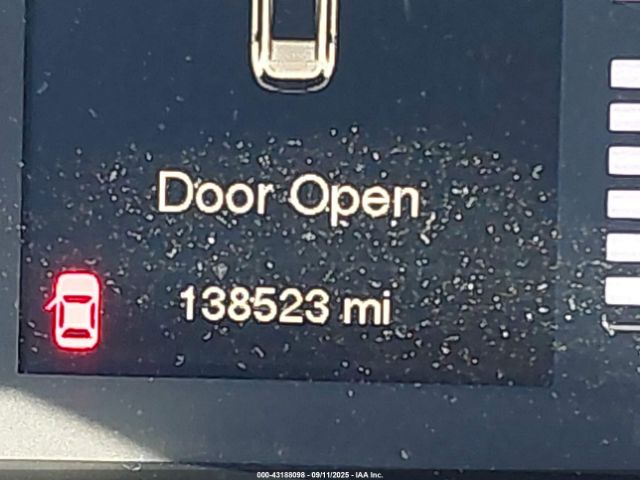 Door Open
138523 mi
000-43188098 - 09/11/2025 - IAA Inc.